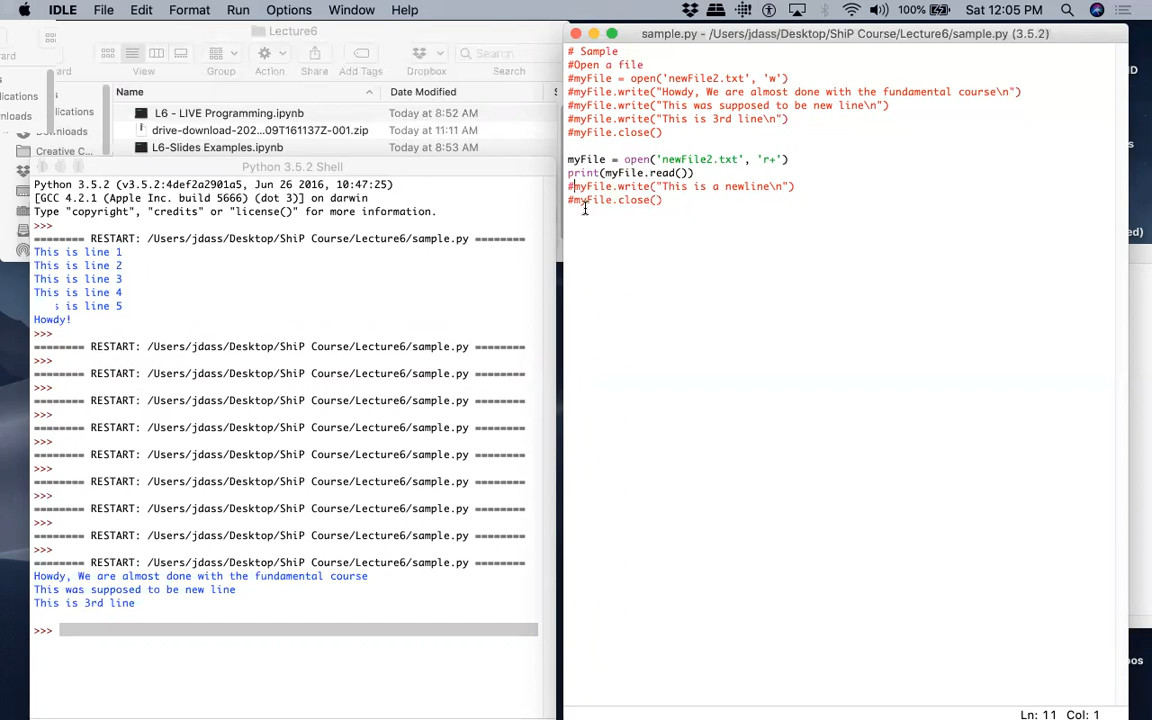 IDLE File Edit Format Run Options Window Help 100% Sat 12:05 PM
Lecture6
View Group Action Share Add Tags Dropbox Search
Name Date Modified
L6 - LIVE Programming.ipynb Today at 8:52 AM
drive-download-202...09T161137Z-001.zip Today at 11:11 AM
L6-Slides Examples.ipynb Today at 8:53 AM
Creative C...
Python 3.5.2 Shell
Python 3.5.2 (v3.5.2:4def2a2901a5, Jun 26 2016, 10:47:25)
[GCC 4.2.1 (Apple Inc. build 5666) (dot 3)] on darwin
Type "copyright", "credits" or "license()" for more information.
>>>
======== RESTART: /Users/jdass/Desktop/ShiP Course/Lecture6/sample.py ========
This is line 1
This is line 2
This is line 3
This is line 4
s is line 5
Howdy!
>>>
======== RESTART: /Users/jdass/Desktop/ShiP Course/Lecture6/sample.py ========
>>>
======== RESTART: /Users/jdass/Desktop/ShiP Course/Lecture6/sample.py ========
>>>
======== RESTART: /Users/jdass/Desktop/ShiP Course/Lecture6/sample.py ========
>>>
======== RESTART: /Users/jdass/Desktop/ShiP Course/Lecture6/sample.py ========
>>>
======== RESTART: /Users/jdass/Desktop/ShiP Course/Lecture6/sample.py ========
>>>
======== RESTART: /Users/jdass/Desktop/ShiP Course/Lecture6/sample.py ========
>>>
======== RESTART: /Users/jdass/Desktop/ShiP Course/Lecture6/sample.py ========
>>>
======== RESTART: /Users/jdass/Desktop/ShiP Course/Lecture6/sample.py ========
>>>
======== RESTART: /Users/jdass/Desktop/ShiP Course/Lecture6/sample.py ========
Howdy, We are almost done with the fundamental course
This was supposed to be new line
This is 3rd line
>>>
sample.py - /Users/jdass/Desktop/ShiP Course/Lecture6/sample.py (3.5.2)
# Sample
#Open a file
#myFile = open('newFile2.txt', 'w')
#myFile.write("Howdy, We are almost done with the fundamental course\n")
#myFile.write("This was supposed to be new line\n")
#myFile.write("This is 3rd line\n")
#myFile.close()
myFile = open('newFile2.txt', 'r+')
print(myFile.read())
#myFile.write("This is a newline\n")
#myFile.close()
Ln: 11 Col: 1